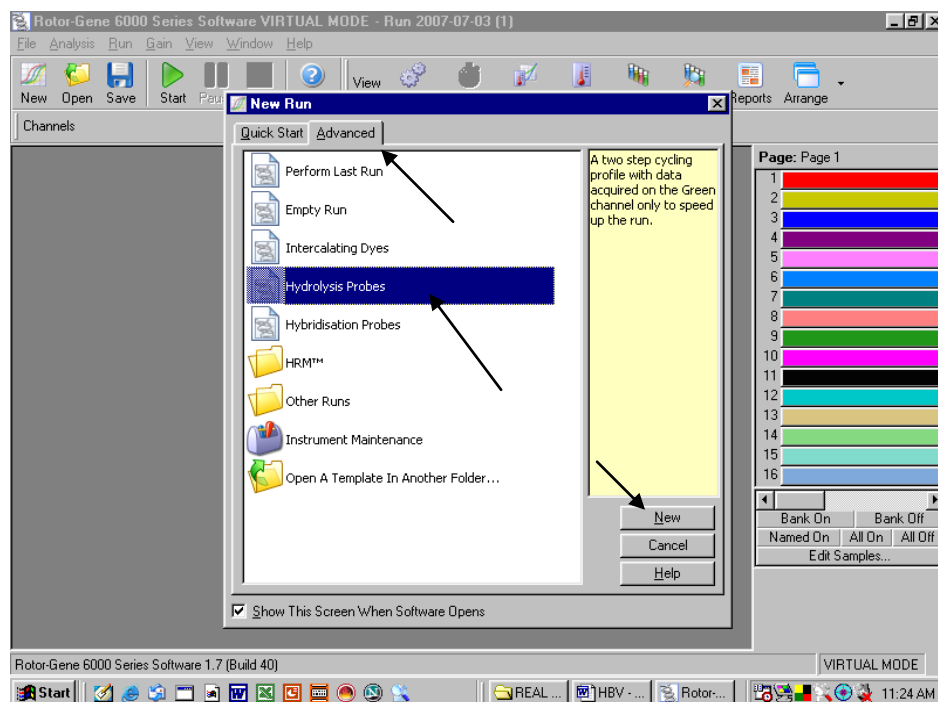 Rotor-Gene 6000 Series Software VIRTUAL MODE - Run 2007-07-03 (1)
File Analysis Run Gain View Window Help
New Open Save Start Pau View Reports Arrange
Channels
New Run
Quick Start Advanced
Perform Last Run
Empty Run
Intercalating Dyes
Hydrolysis Probes
Hybridisation Probes
HRM™
Other Runs
Instrument Maintenance
Open A Template In Another Folder...
A two step cycling
profile with data
acquired on the Green
channel only to speed
up the run.
New
Cancel
Help
Show This Screen When Software Opens
Page: Page 1
1
2
3
4
5
6
7
8
9
10
11
12
13
14
15
16
Bank On Bank Off
Named On All On All Off
Edit Samples...
Rotor-Gene 6000 Series Software 1.7 (Build 40) VIRTUAL MODE
Start REAL ... HBV - ... Rotor-... 11:24 AM